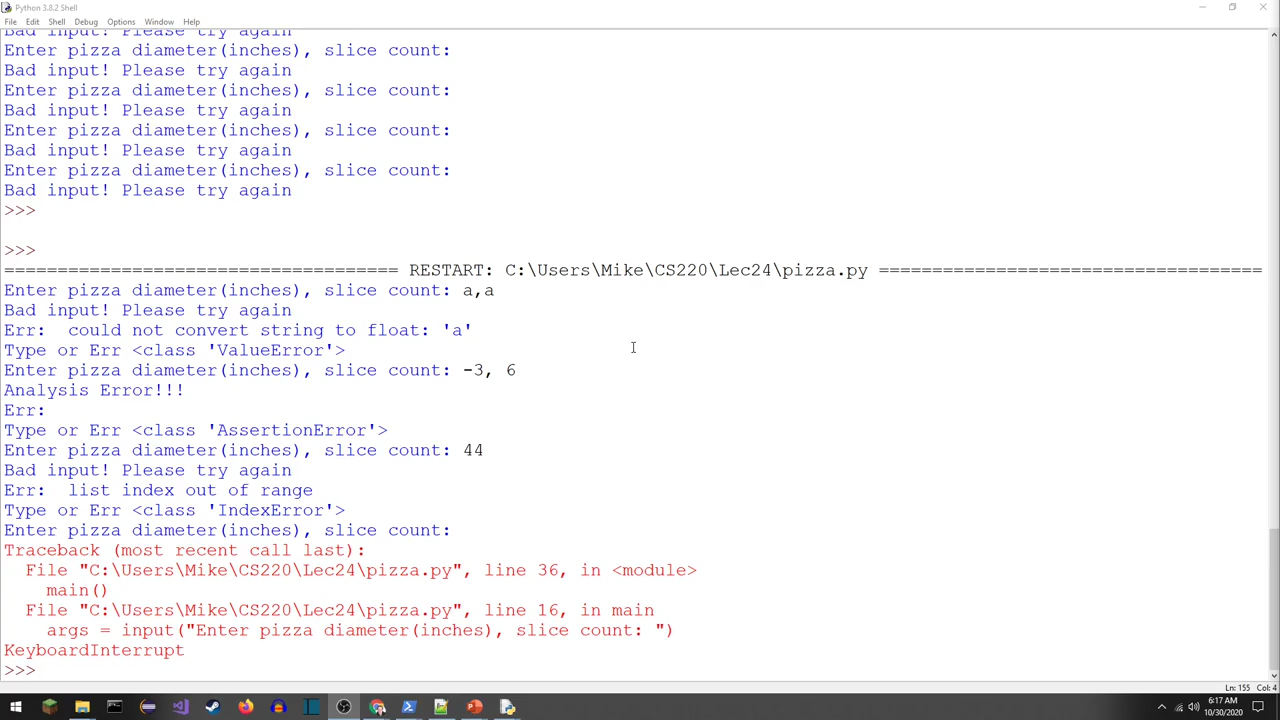 Python 3.8.2 Shell
File Edit Shell Debug Options Window Help
Bad input! Please try again
Enter pizza diameter(inches), slice count:
Bad input! Please try again
Enter pizza diameter(inches), slice count:
Bad input! Please try again
Enter pizza diameter(inches), slice count:
Bad input! Please try again
Enter pizza diameter(inches), slice count:
Bad input! Please try again
>>>
>>>
===================================== RESTART: C:\Users\Mike\CS220\Lec24\pizza.py ====================================
Enter pizza diameter(inches), slice count: a,a
Bad input! Please try again
Err:  could not convert string to float: 'a'
Type or Err <class 'ValueError'>
Enter pizza diameter(inches), slice count: -3, 6
Analysis Error!!!
Err:
Type or Err <class 'AssertionError'>
Enter pizza diameter(inches), slice count: 44
Bad input! Please try again
Err:  list index out of range
Type or Err <class 'IndexError'>
Enter pizza diameter(inches), slice count:
Traceback (most recent call last):
  File "C:\Users\Mike\CS220\Lec24\pizza.py", line 36, in <module>
    main()
  File "C:\Users\Mike\CS220\Lec24\pizza.py", line 16, in main
    args = input("Enter pizza diameter(inches), slice count: ")
KeyboardInterrupt
>>>
Ln: 155 Col: 4
6:17 AM
10/30/2020